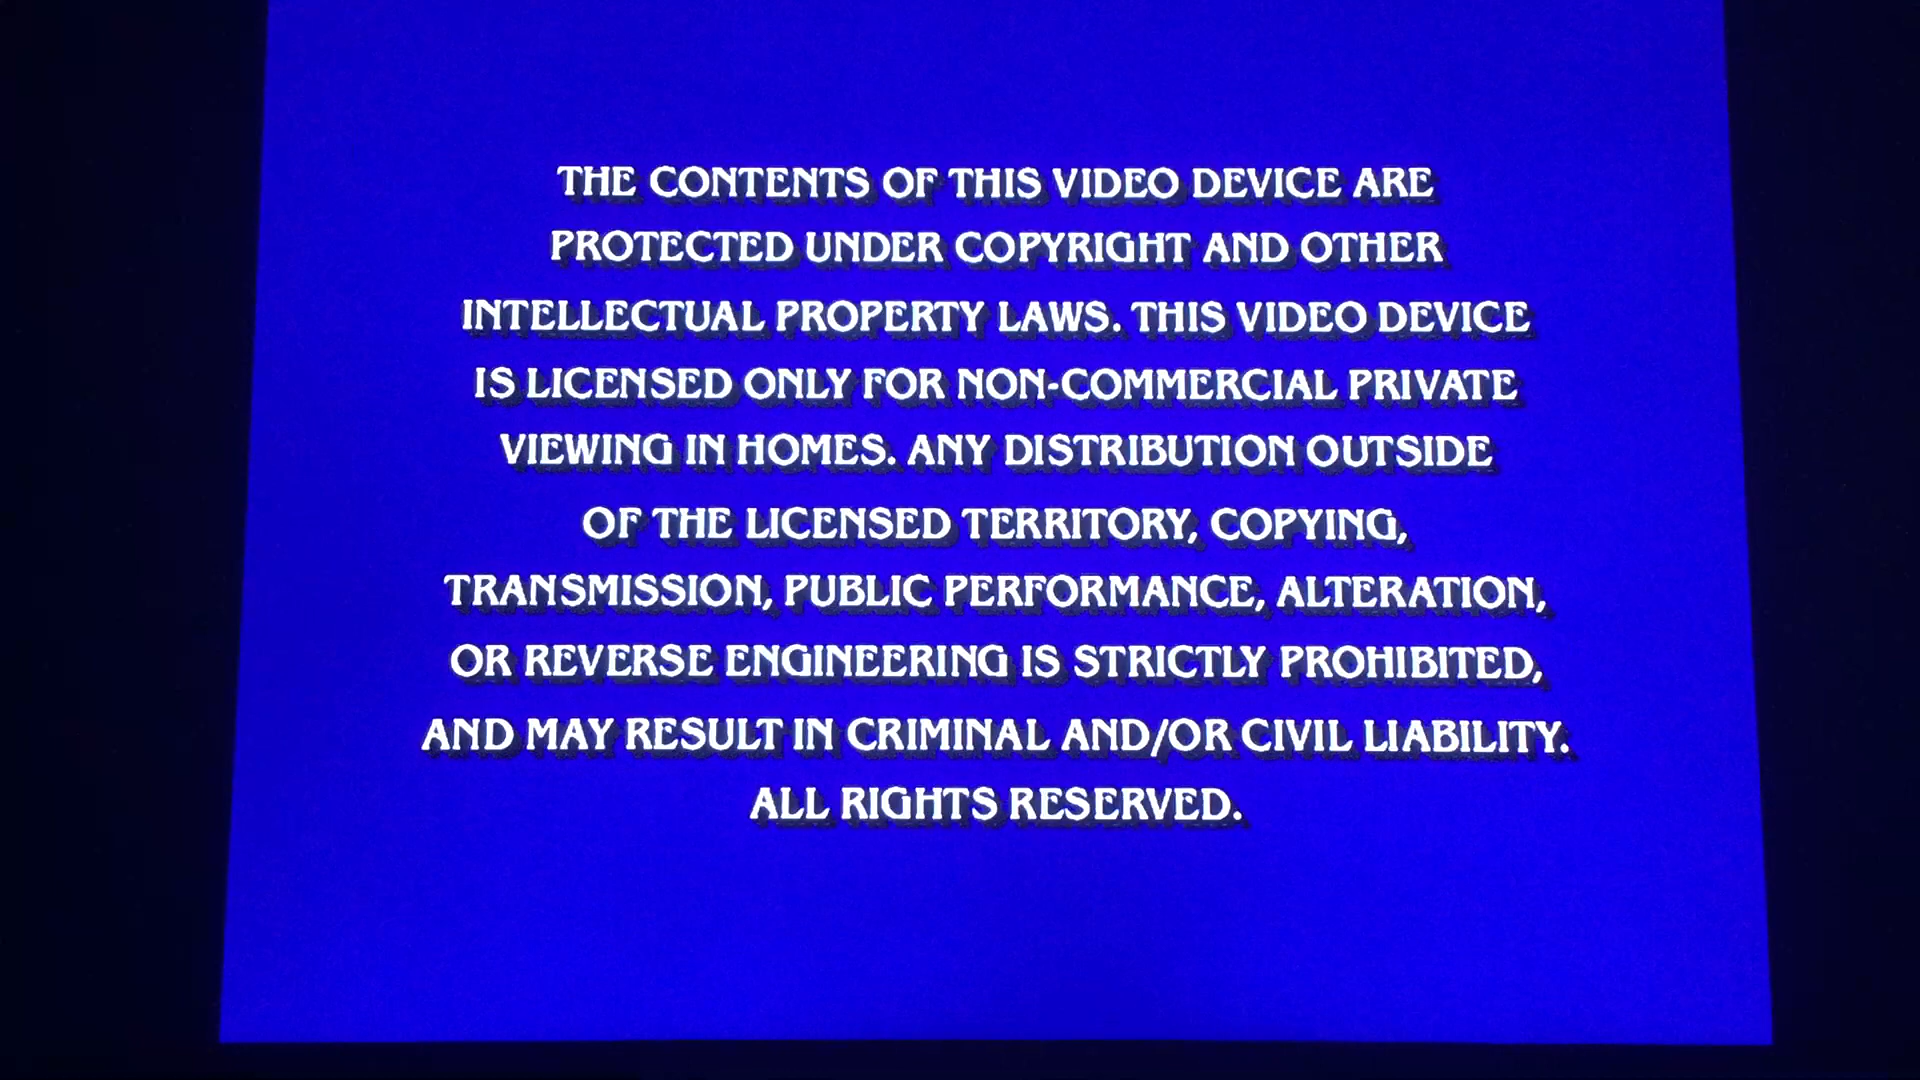 THE CONTENTS OF THIS VIDEO DEVICE ARE
PROTECTED UNDER COPYRIGHT AND OTHER
INTELLECTUAL PROPERTY LAWS. THIS VIDEO DEVICE
IS LICENSED ONLY FOR NON-COMMERCIAL PRIVATE
VIEWING IN HOMES. ANY DISTRIBUTION OUTSIDE
OF THE LICENSED TERRITORY, COPYING,
TRANSMISSION, PUBLIC PERFORMANCE, ALTERATION,
OR REVERSE ENGINEERING IS STRICTLY PROHIBITED,
AND MAY RESULT IN CRIMINAL AND/OR CIVIL LIABILITY.
ALL RIGHTS RESERVED.